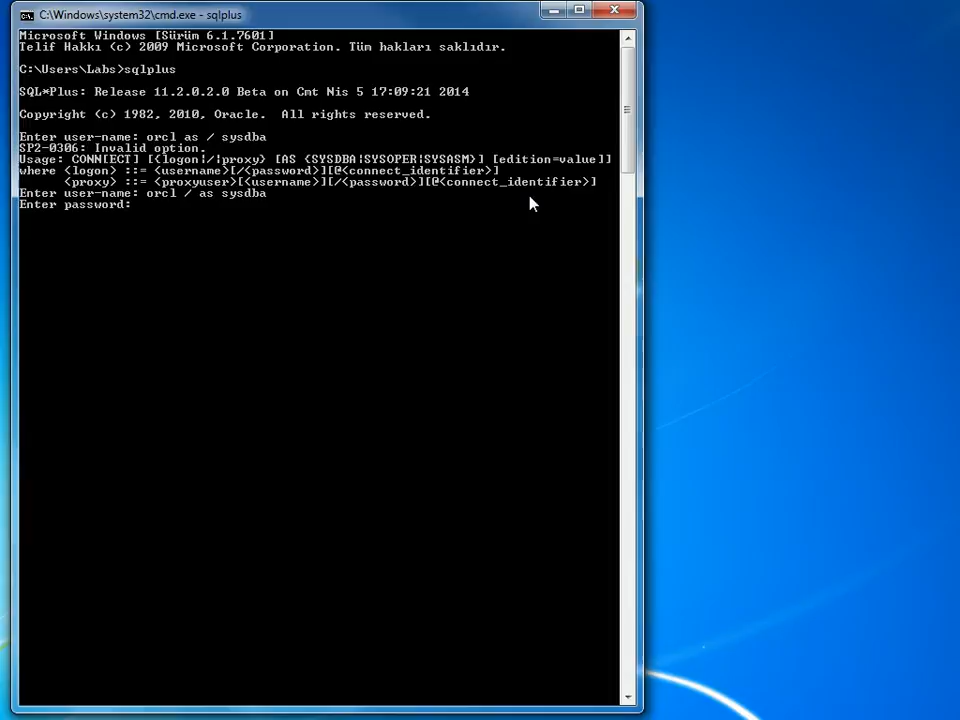 C:\Windows\system32\cmd.exe - sqlplus
Microsoft Windows [Sürüm 6.1.7601]
Telif Hakkı (c) 2009 Microsoft Corporation. Tüm hakları saklıdır.
C:\Users\Labs>sqlplus
SQL*Plus: Release 11.2.0.2.0 Beta on Cmt Nis 5 17:09:21 2014
Copyright (c) 1982, 2010, Oracle.  All rights reserved.
Enter user-name: orcl as / sysdba
SP2-0306: Invalid option.
Usage: CONN[ECT] [{logon|/|proxy} [AS {SYSDBA|SYSOPER|SYSASM}] [edition=value]]
where <logon> ::= <username>[/<password>][@<connect_identifier>]
      <proxy> ::= <proxyuser>[<username>][/<password>][@<connect_identifier>]
Enter user-name: orcl / as sysdba
Enter password: